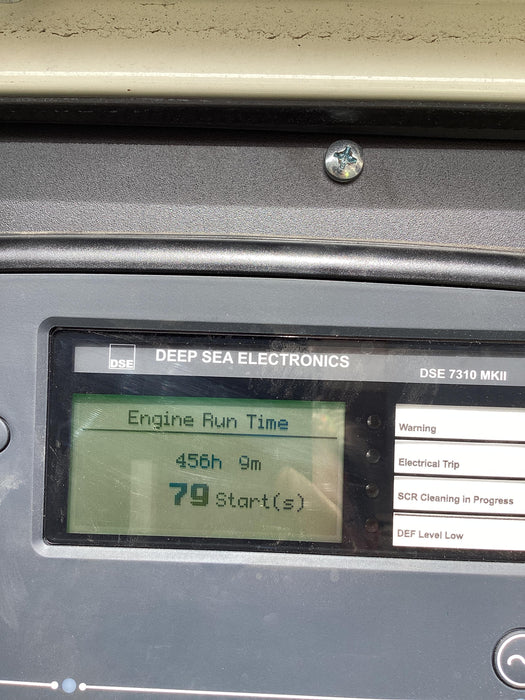 DSE DEEP SEA ELECTRONICS
DSE 7310 MKII
Engine Run Time
456h 9m
79 Start(s)
Warning
Electrical Trip
SCR Cleaning in Progress
DEF Level Low